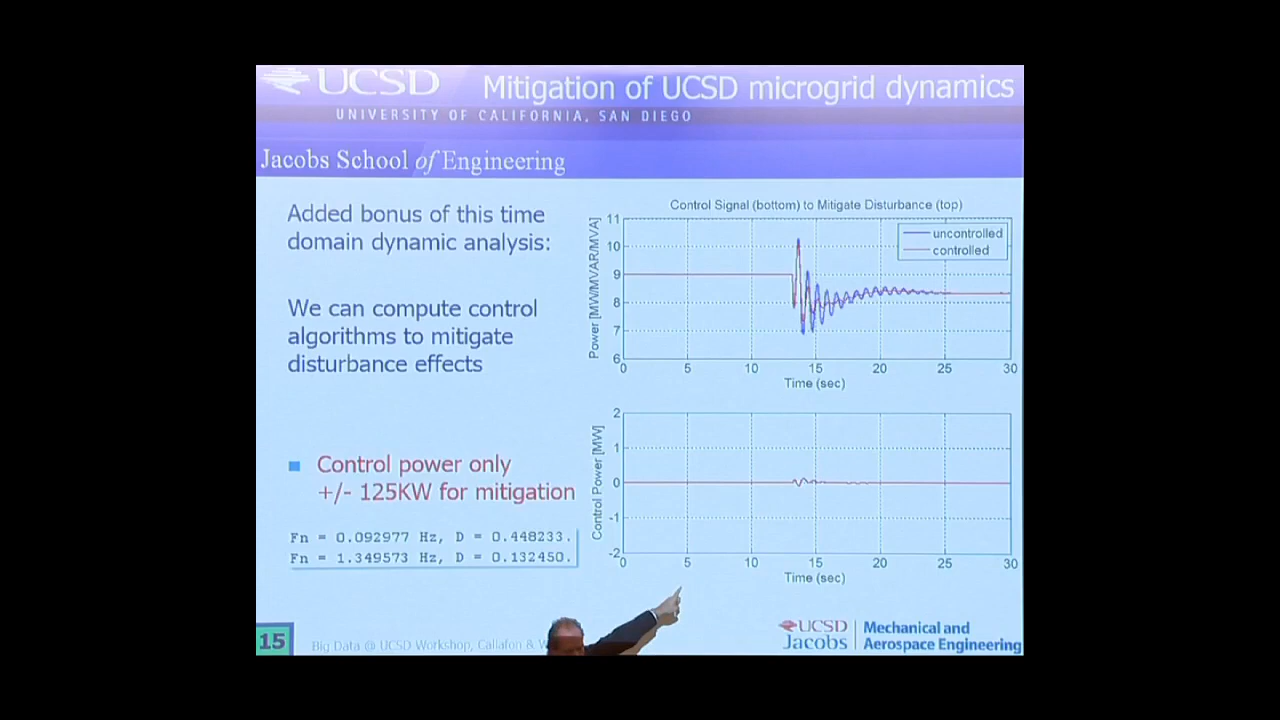 UCSD
Mitigation of UCSD microgrid dynamics
UNIVERSITY OF CALIFORNIA, SAN DIEGO
Jacobs School of Engineering
Added bonus of this time
domain dynamic analysis:
We can compute control
algorithms to mitigate
disturbance effects
Control power only
+/- 125KW for mitigation
Fn = 0.092977 Hz, D = 0.448233.
Fn = 1.349573 Hz, D = 0.132450.
Control Signal (bottom) to Mitigate Disturbance (top)
Power [MW/MVAR/MVA]
11
10
9
8
7
6
uncontrolled
controlled
0 5 10 15 20 25 30
Time (sec)
Control Power [MW]
2
1
0
-1
-2
0 5 10 15 20 25 30
Time (sec)
15
Big Data @ UCSD Workshop, Callafon & W
UCSD
Jacobs
Mechanical and
Aerospace Engineering